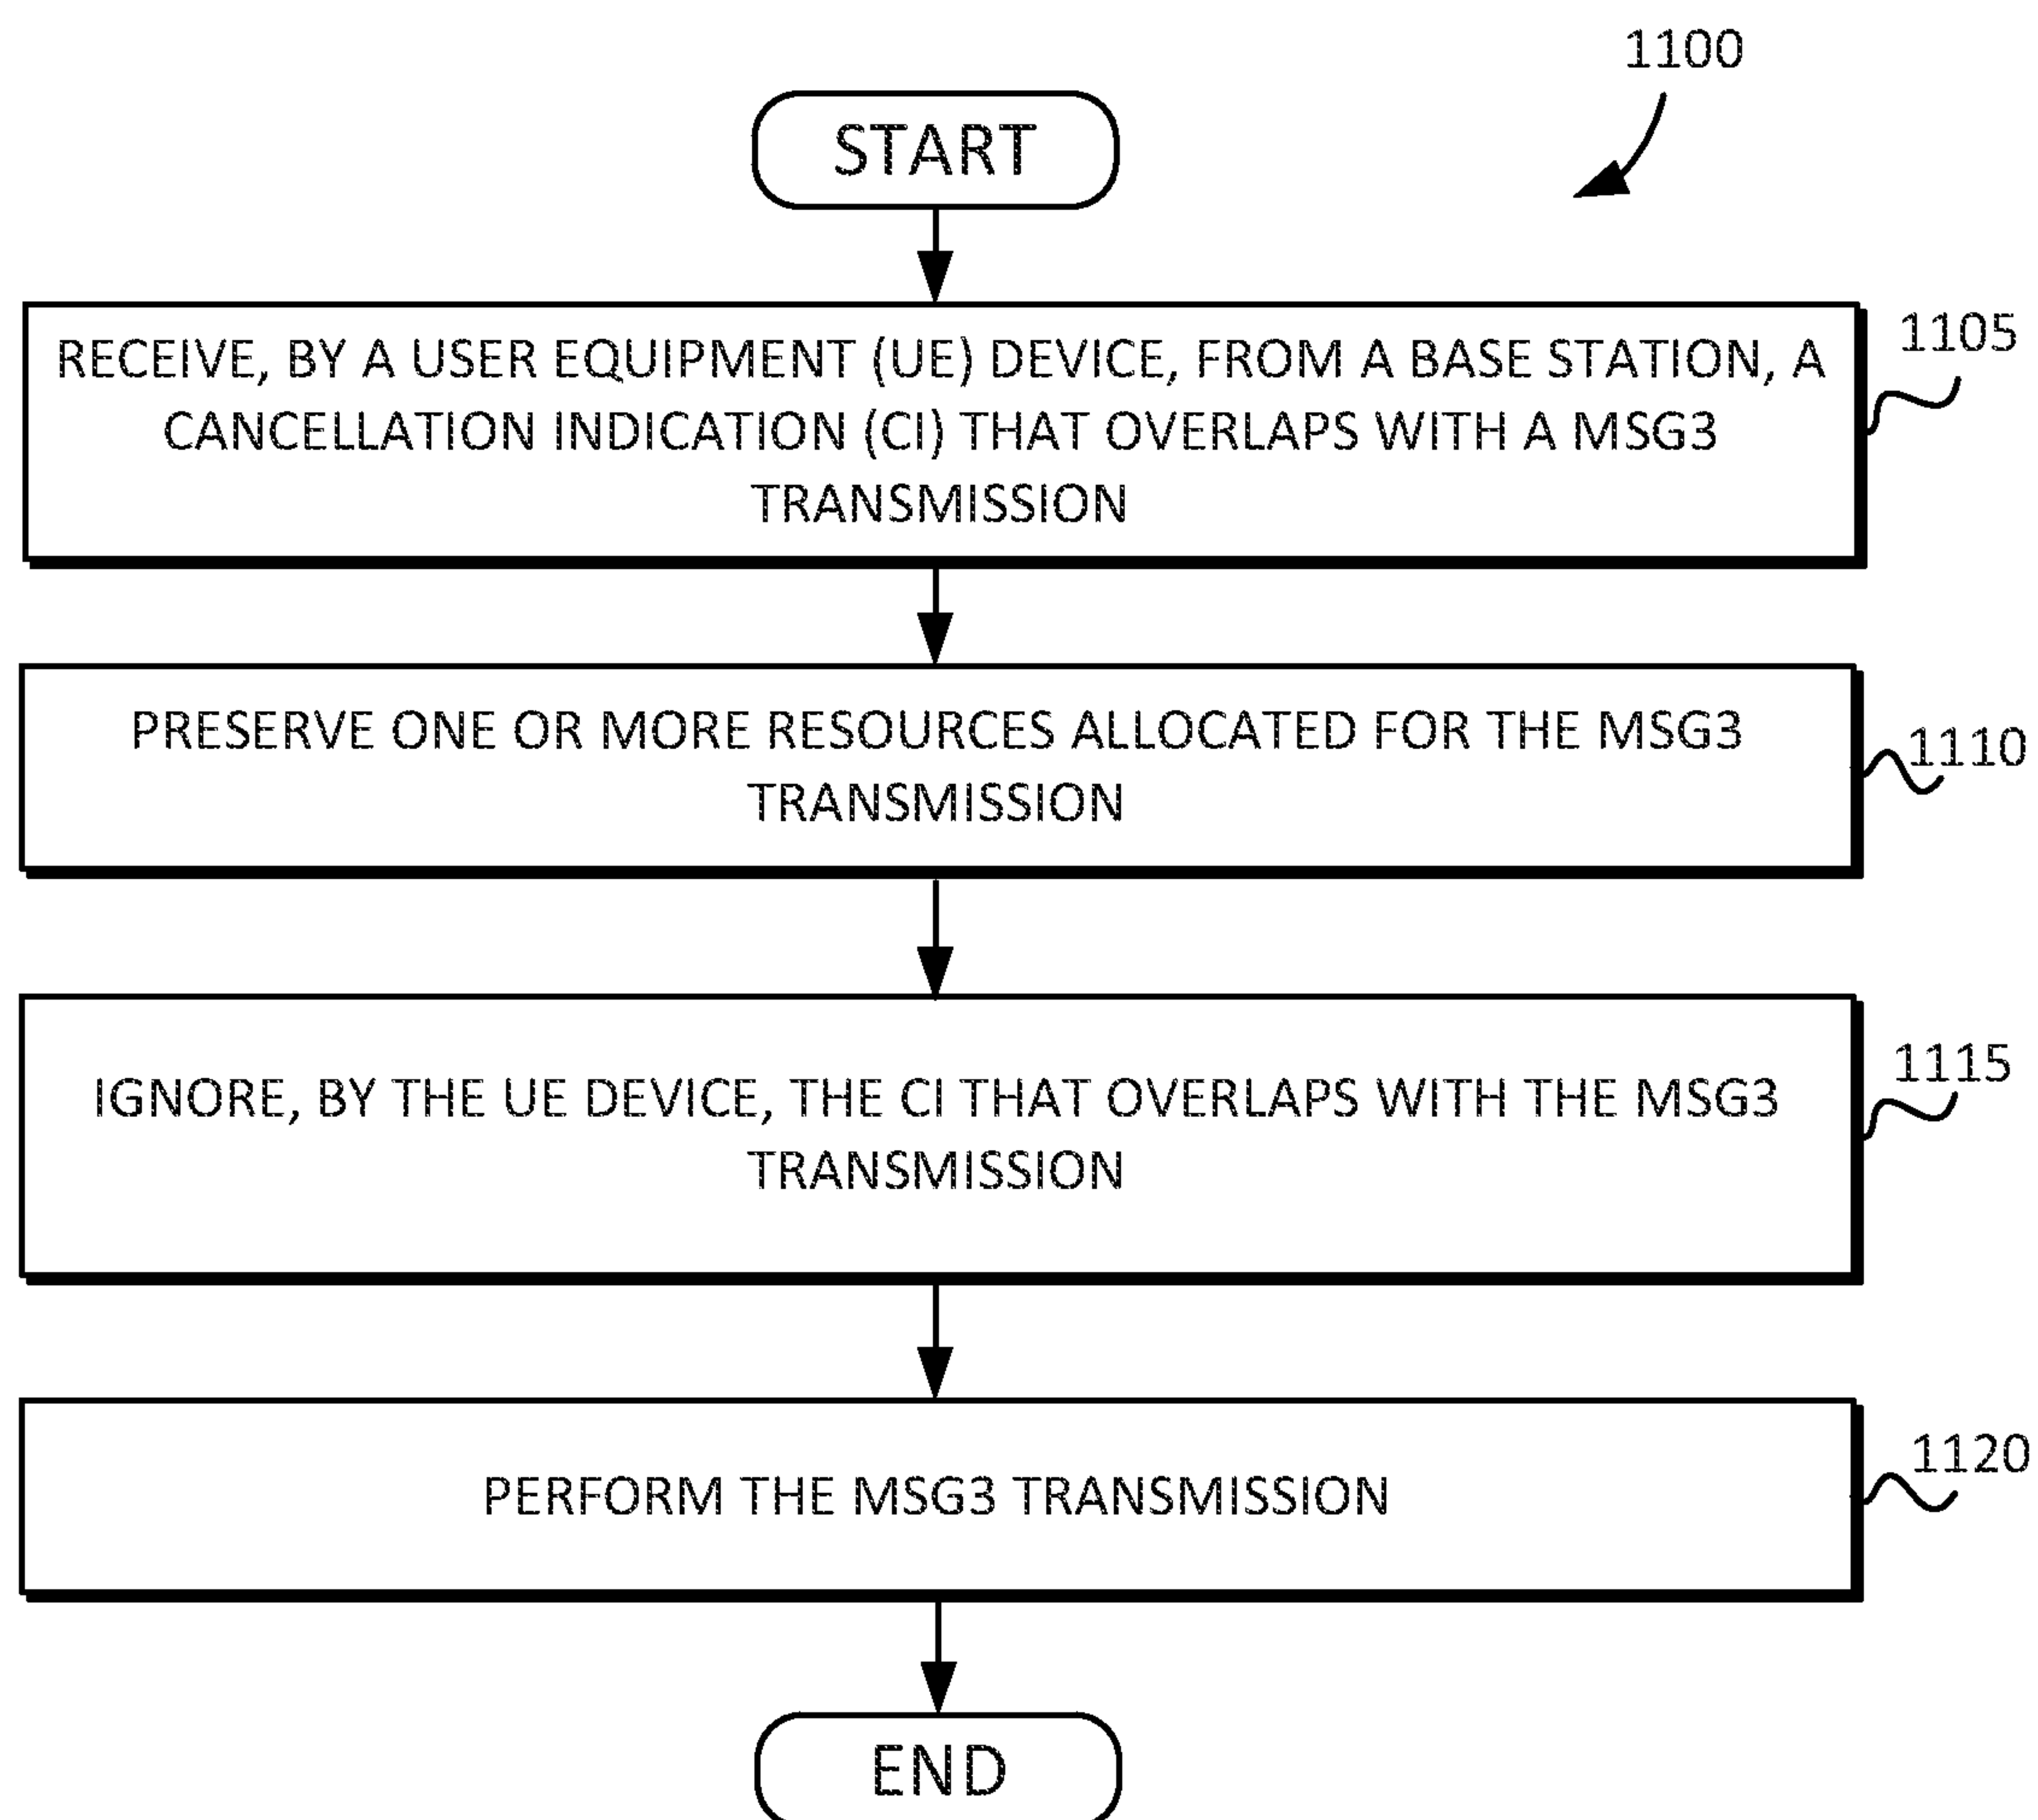 1100
START
RECEIVE, BY A USER EQUIPMENT (UE) DEVICE, FROM A BASE STATION, A
CANCELLATION INDICATION (CI) THAT OVERLAPS WITH A MSG3
TRANSMISSION
1105
PRESERVE ONE OR MORE RESOURCES ALLOCATED FOR THE MSG3
TRANSMISSION
1110
IGNORE, BY THE UE DEVICE, THE CI THAT OVERLAPS WITH THE MSG3
TRANSMISSION
1115
PERFORM THE MSG3 TRANSMISSION
1120
END